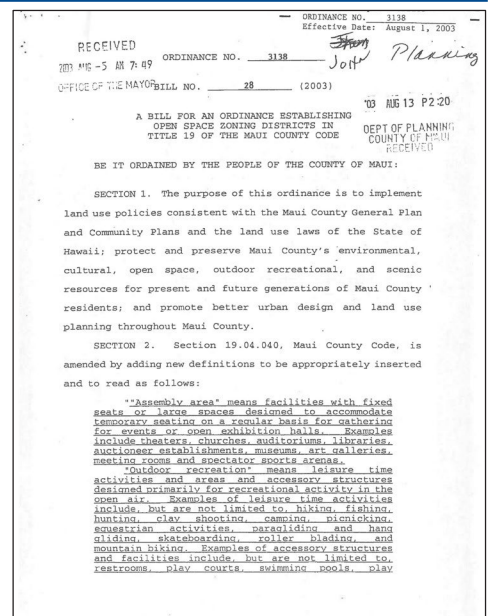 ORDINANCE NO. 3138
Effective Date: August 1, 2003
RECEIVED
2003 AUG -5 AM 7: 49
OFFICE OF THE MAYOR
Planning
ORDINANCE NO. 3138
BILL NO. 28 (2003)
'03 AUG 13 P2:20
DEPT OF PLANNING
COUNTY OF MAUI
RECEIVED
A BILL FOR AN ORDINANCE ESTABLISHING
OPEN SPACE ZONING DISTRICTS IN
TITLE 19 OF THE MAUI COUNTY CODE
BE IT ORDAINED BY THE PEOPLE OF THE COUNTY OF MAUI:
SECTION 1. The purpose of this ordinance is to implement
land use policies consistent with the Maui County General Plan
and Community Plans and the land use laws of the State of
Hawaii; protect and preserve Maui County's environmental,
cultural, open space, outdoor recreational, and scenic
resources for present and future generations of Maui County
residents; and promote better urban design and land use
planning throughout Maui County.
SECTION 2. Section 19.04.040, Maui County Code, is
amended by adding new definitions to be appropriately inserted
and to read as follows:
""Assembly area" means facilities with fixed
seats or large spaces designed to accommodate
temporary seating on a regular basis for gathering
for events or open exhibition halls. Examples
include theaters, churches, auditoriums, libraries,
auctioneer establishments, museums, art galleries,
meeting rooms and spectator sports arenas.
"Outdoor recreation" means leisure time
activities and areas and accessory structures
designed primarily for recreational activity in the
open air. Examples of leisure time activities
include, but are not limited to, hiking, fishing,
hunting, clay shooting, camping, picnicking,
equestrian activities, paragliding and hang
gliding, skateboarding, roller blading, and
mountain biking. Examples of accessory structures
and facilities include, but are not limited to,
restrooms, play courts, swimming pools, play